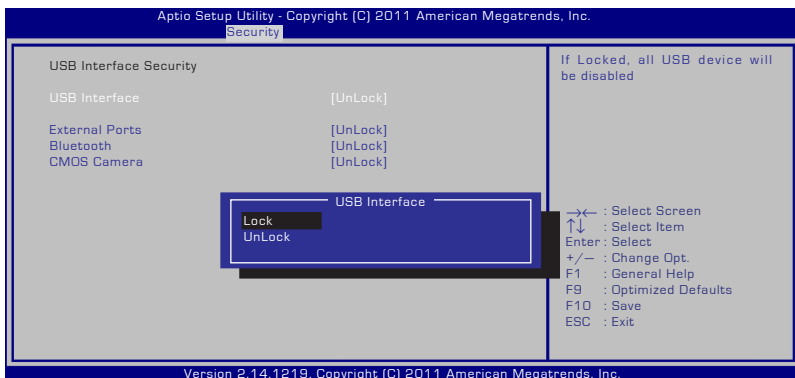 Aptio Setup Utility - Copyright (C) 2011 American Megatrends, Inc.
Security
USB Interface Security
USB Interface [UnLock]
External Ports [UnLock]
Bluetooth [UnLock]
CMOS Camera [UnLock]
If Locked, all USB device will
be disabled
USB Interface
Lock
UnLock
→← : Select Screen
↑↓ : Select Item
Enter : Select
+/— : Change Opt.
F1 : General Help
F9 : Optimized Defaults
F10 : Save
ESC : Exit
Version 2.14.1219. Copyright (C) 2011 American Megatrends, Inc.